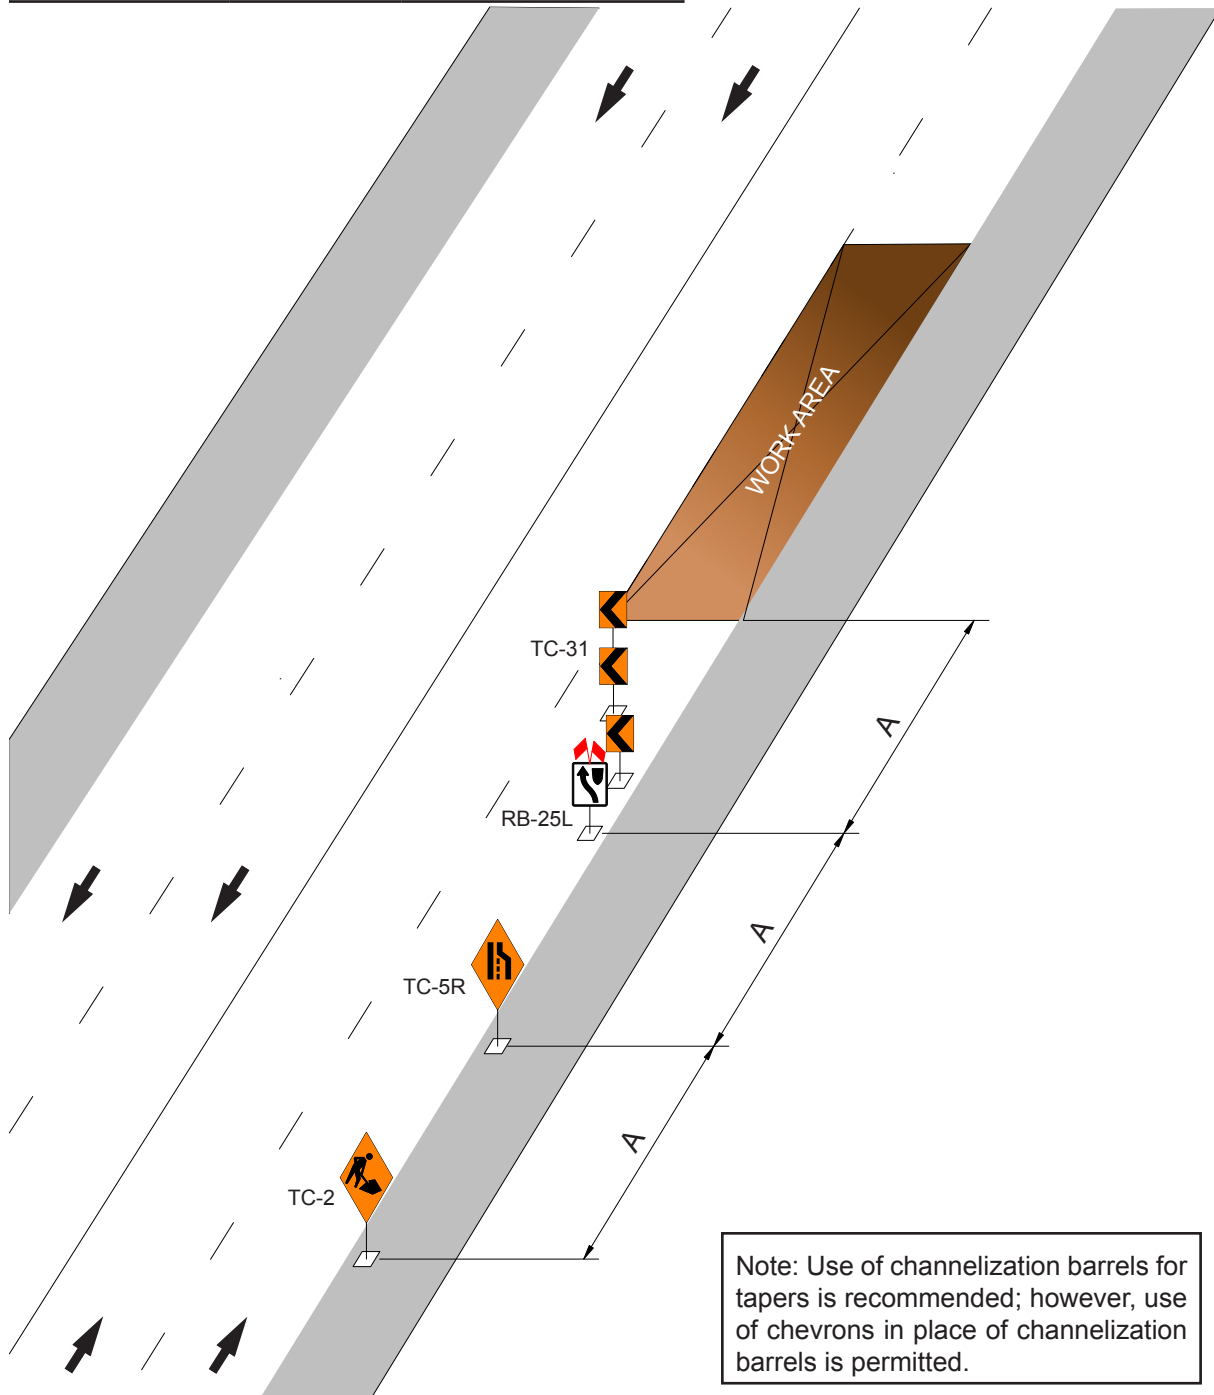 WORK AREA
TC-31
A
RB-25L
A
TC-5R
A
TC-2
Note: Use of channelization barrels for
tapers is recommended; however, use
of chevrons in place of channelization
barrels is permitted.